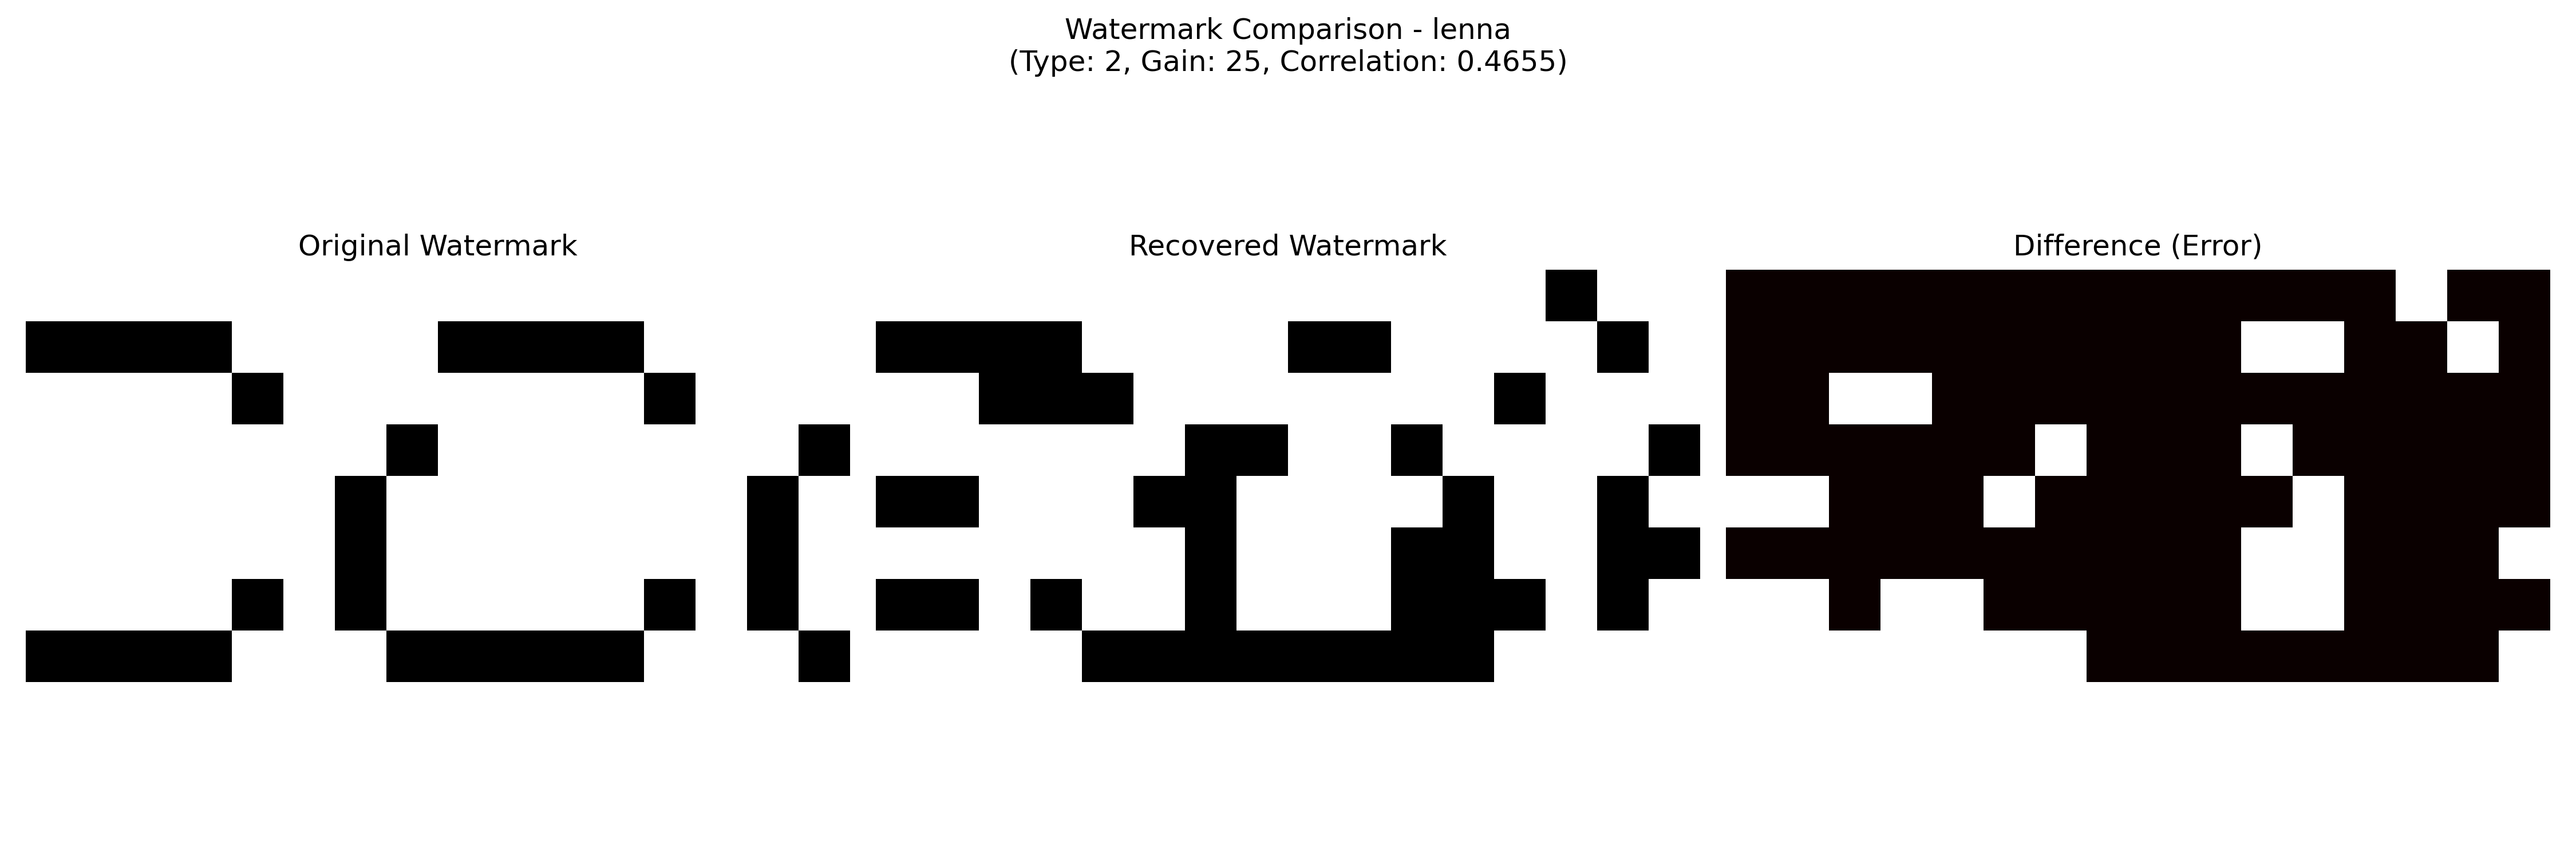 Watermark Comparison - lenna
(Type: 2, Gain: 25, Correlation: 0.4655)
Original Watermark
Recovered Watermark
Difference (Error)